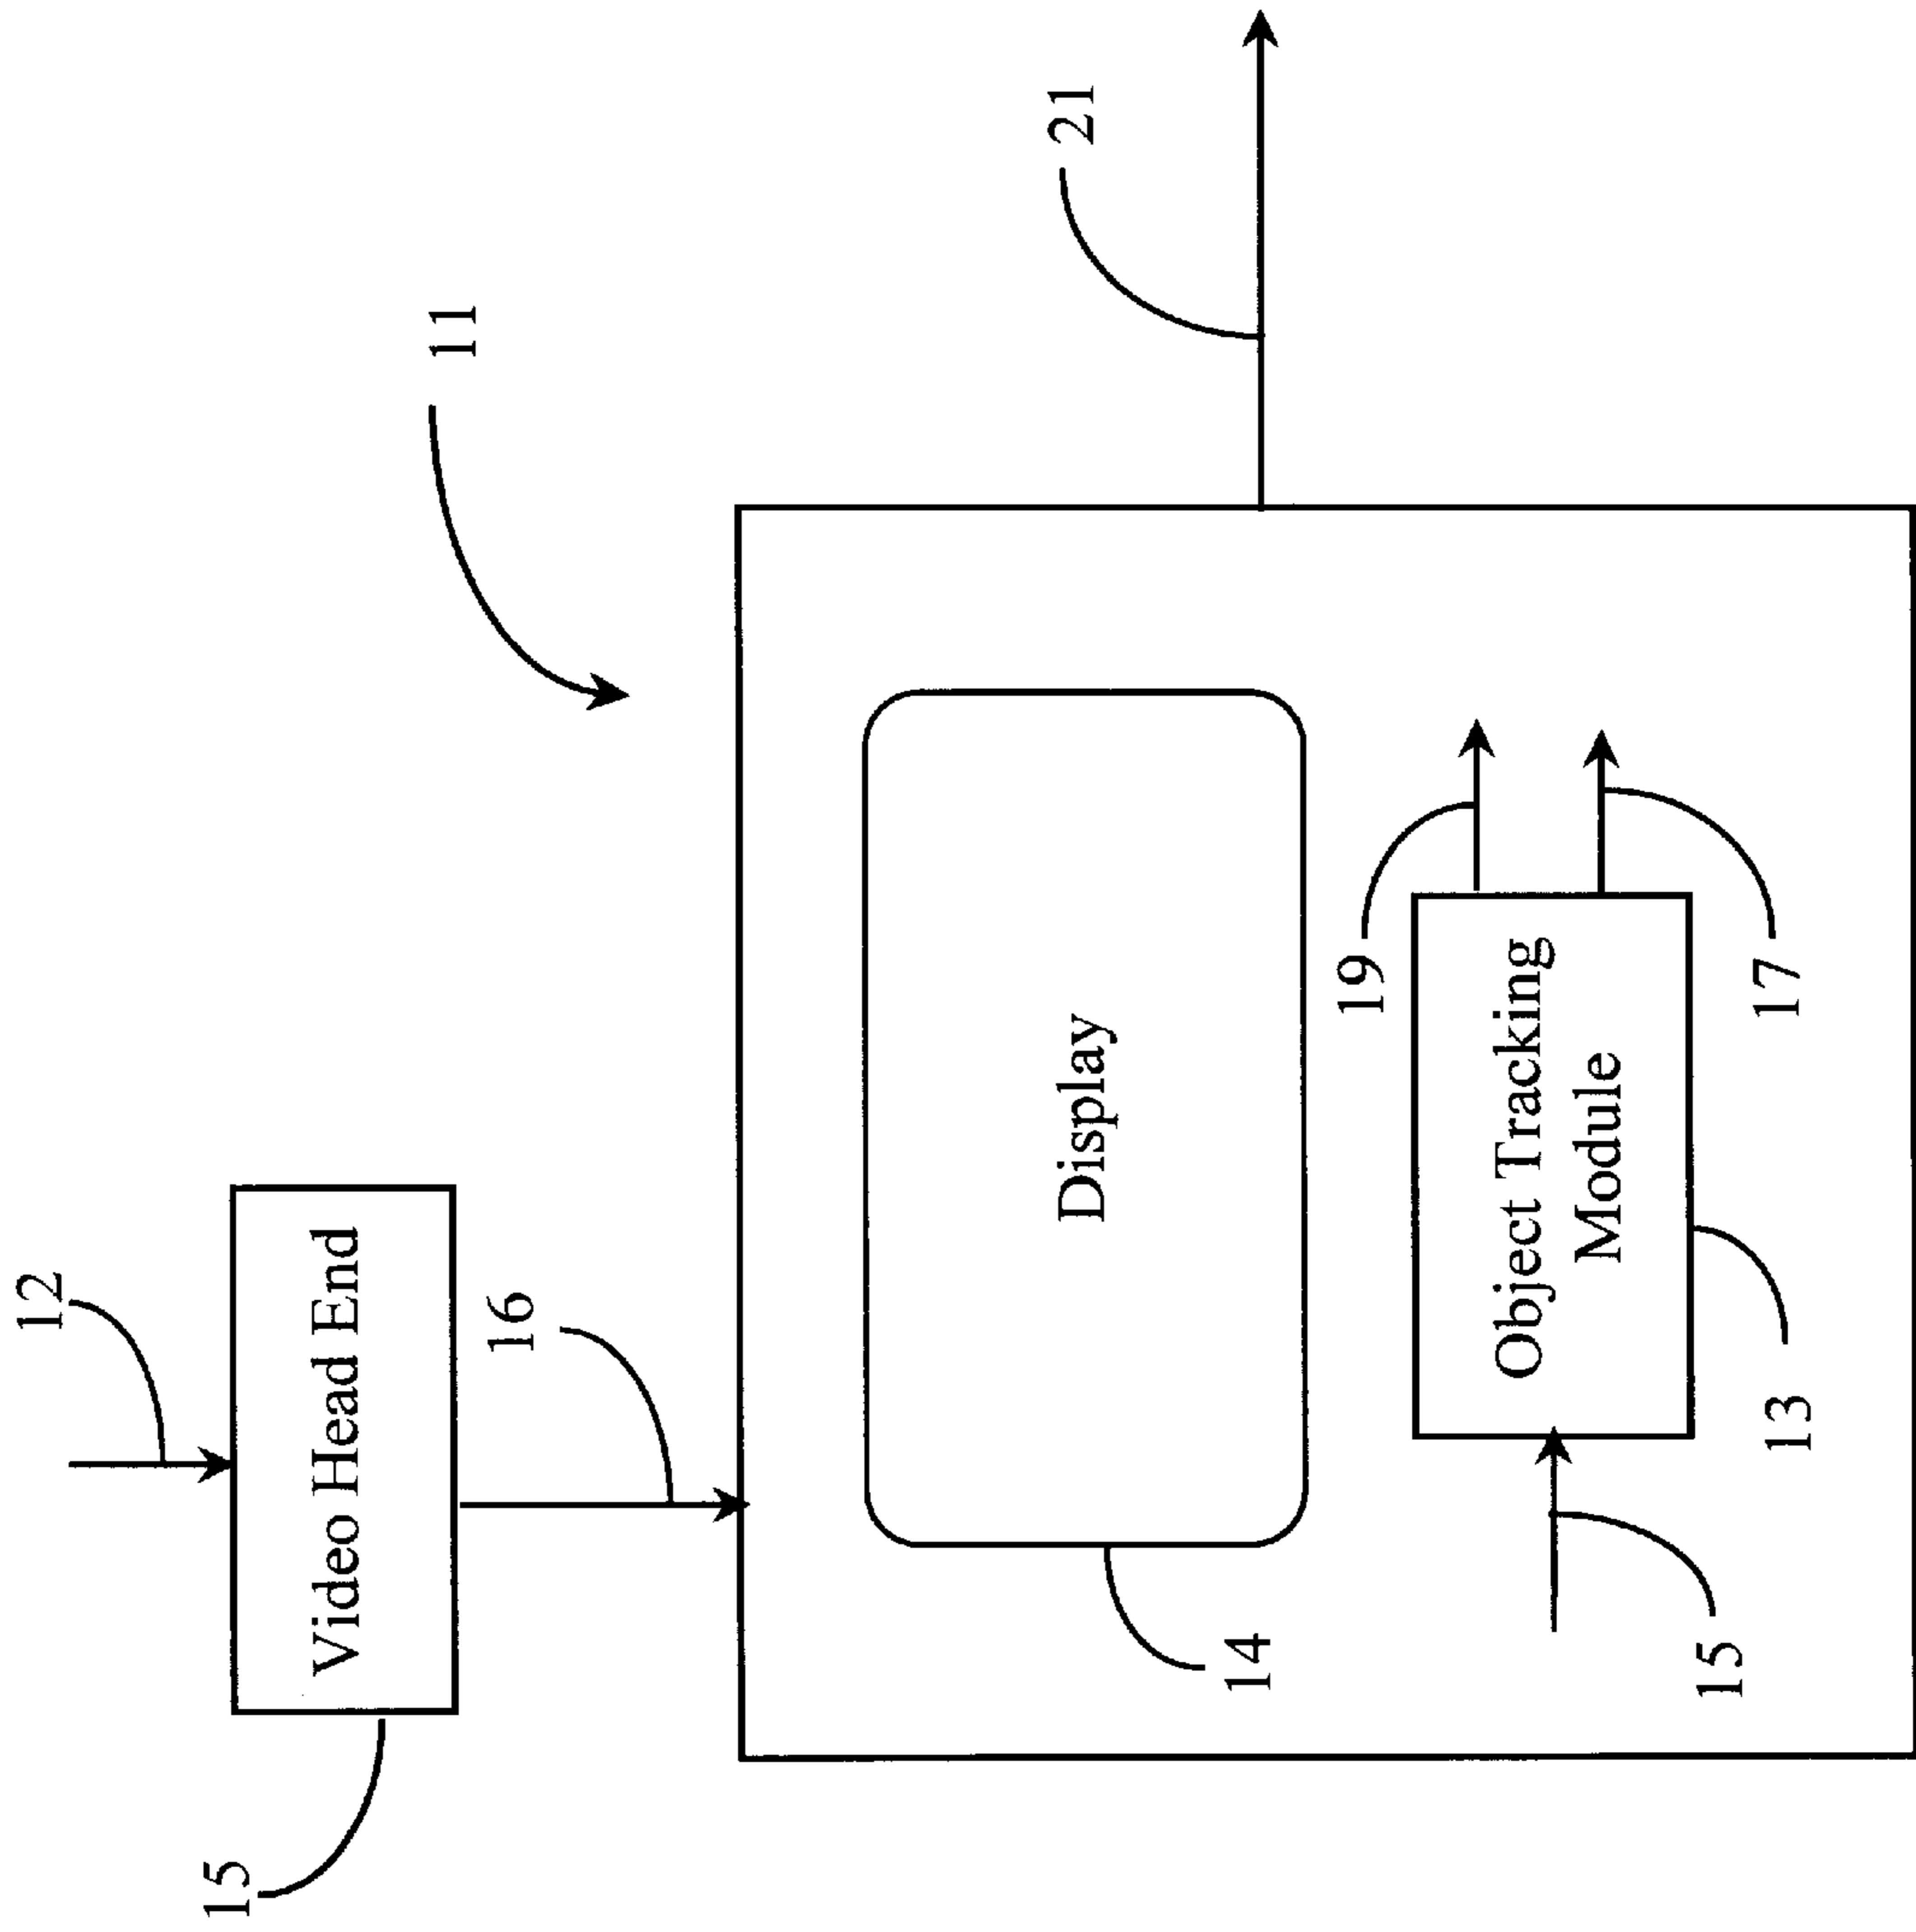 12
15
Video Head End
16
11
14
Display
21
19
15
Object Tracking
Module
13
17